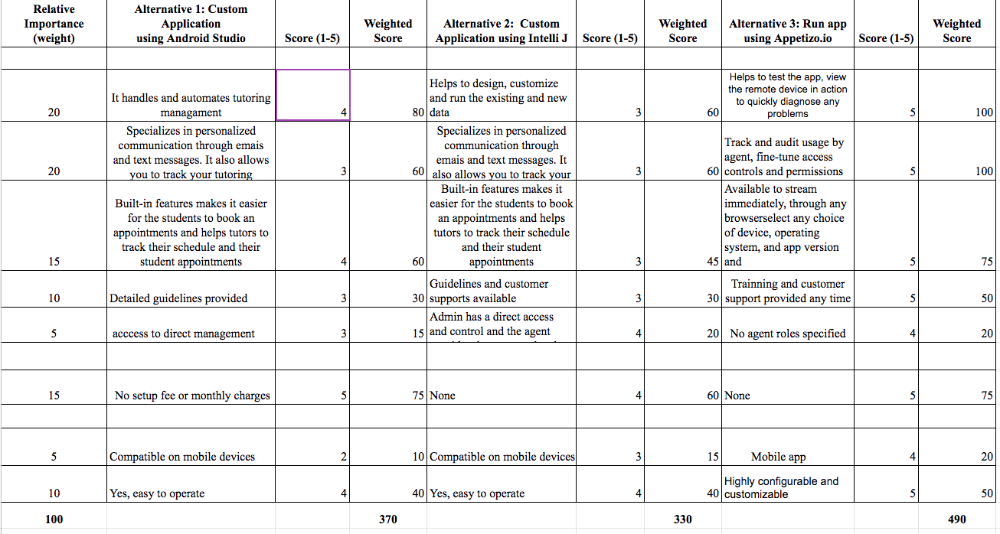 Relative Importance (weight)
Alternative 1: Custom Application using Android Studio
Score (1-5)
Weighted Score
Alternative 2: Custom Application using Intelli J
Score (1-5)
Weighted Score
Alternative 3: Run app using Appetizo.io
Score (1-5)
Weighted Score
20
It handles and automates tutoring
managament
4
80
Helps to design, customize
and run the existing and new
data
3
60
Helps to test the app, view
the remote device in action
to quickly diagnose any
problems
5
100
20
Specializes in personalized
communication through emais
and text messages. It also allows
you to track your tutoring
3
60
Specializes in personalized
communication through
emais and text messages. It
also allows you to track your
3
60
Track and audit usage by
agent, fine-tune access
controls and permissions
5
100
15
Built-in features makes it easier
for the students to book an
appointments and helps tutors to
track their schedule and their
student appointments
4
60
Built-in features makes it
easier for the students to book
an appointments and helps
tutors to track their schedule
and their student
appointments
3
45
Available to stream
immediately, through any
browserselect any choice
of device, operating
system, and app version
and
5
75
10
Detailed guidelines provided
3
30
Guidelines and customer
supports available
3
30
Trainning and customer
support provided any time
5
50
5
acccess to direct management
3
15
Admin has a direct access
and control and the agent
4
20
No agent roles specified
4
20
15
No setup fee or monthly charges
5
75
None
4
60
None
5
75
5
Compatible on mobile devices
2
10
Compatible on mobile devices
3
15
Mobile app
4
20
10
Yes, easy to operate
4
40
Yes, easy to operate
4
40
Highly configurable and
customizable
5
50
100
370
330
490